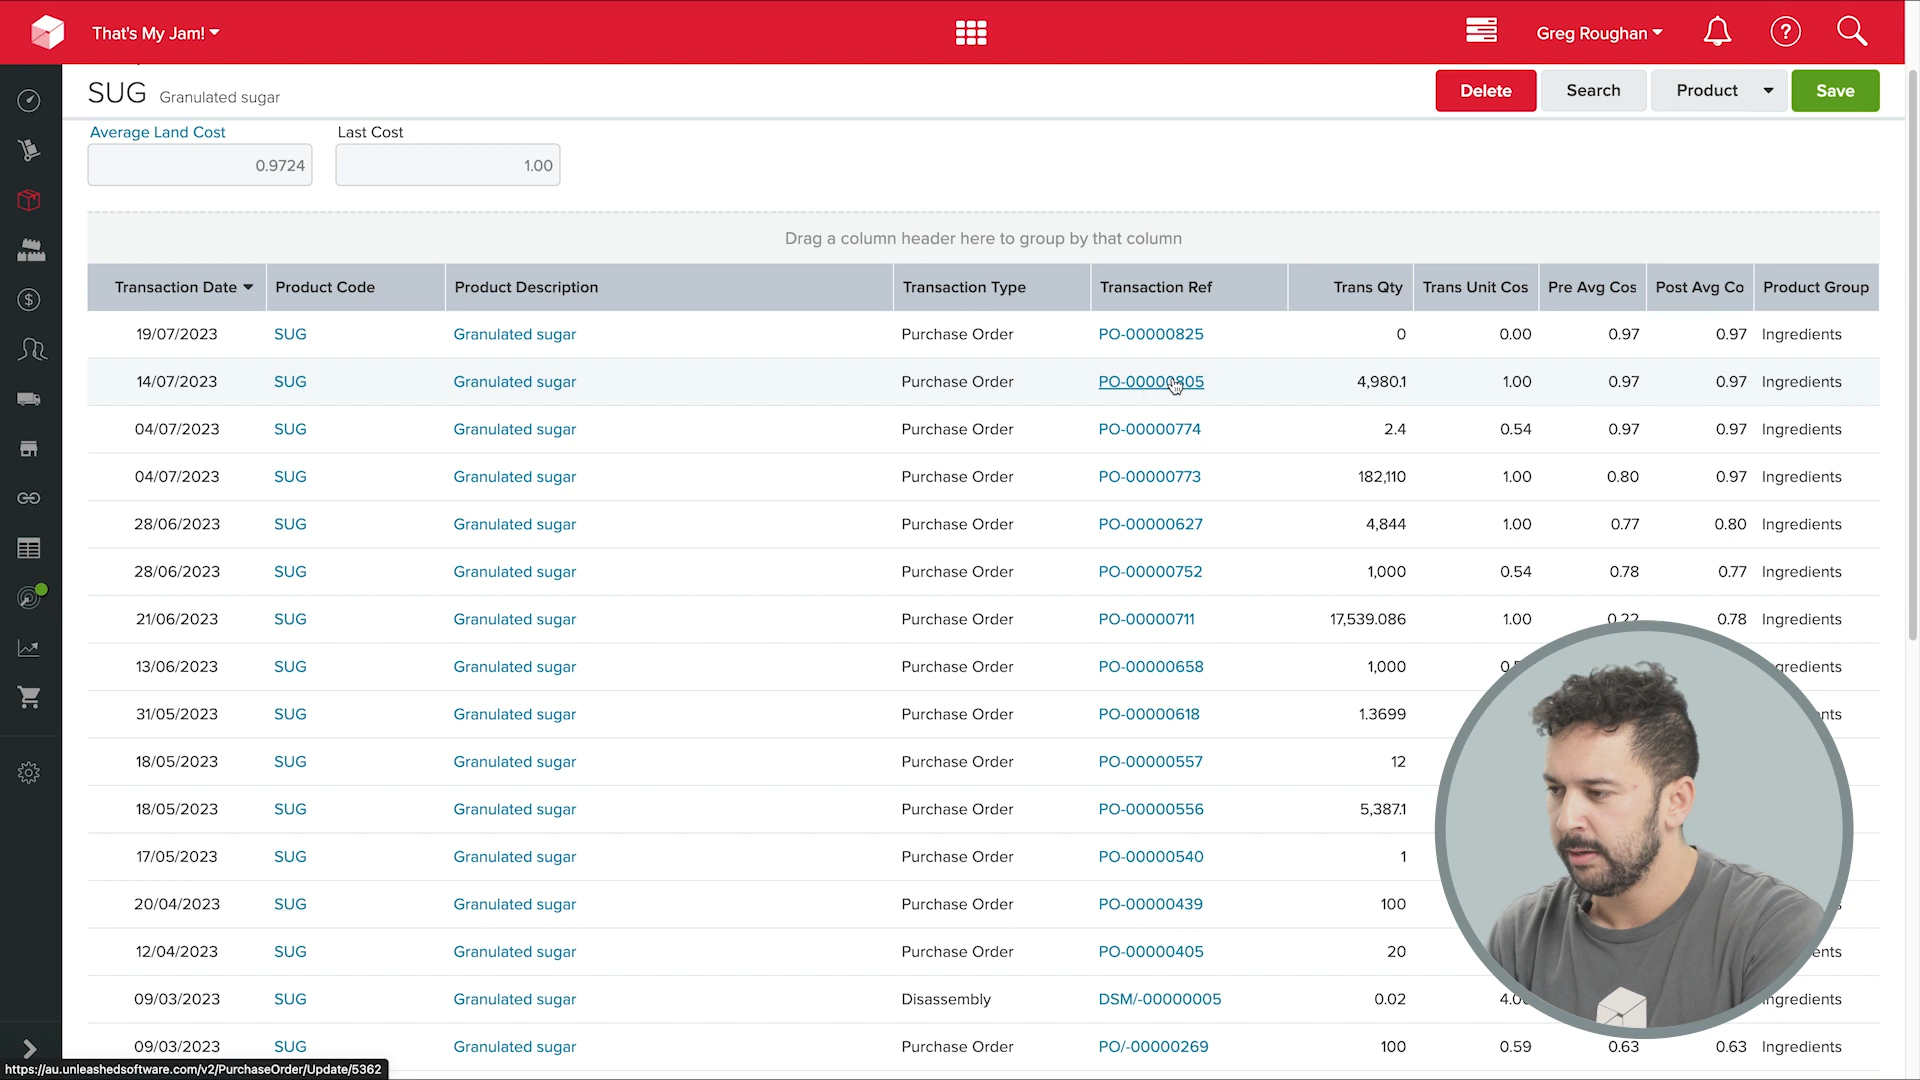 That's My Jam!
Greg Roughan
?
SUG Granulated sugar
Delete Search Product Save
Average Land Cost Last Cost
0.9724 1.00
Drag a column header here to group by that column
Transaction Date Product Code Product Description Transaction Type Transaction Ref Trans Qty Trans Unit Cos Pre Avg Cos Post Avg Co Product Group
19/07/2023 SUG Granulated sugar Purchase Order PO-00000825 0 0.00 0.97 0.97 Ingredients
14/07/2023 SUG Granulated sugar Purchase Order PO-00000805 4,980.1 1.00 0.97 0.97 Ingredients
04/07/2023 SUG Granulated sugar Purchase Order PO-00000774 2.4 0.54 0.97 0.97 Ingredients
04/07/2023 SUG Granulated sugar Purchase Order PO-00000773 182,110 1.00 0.80 0.97 Ingredients
28/06/2023 SUG Granulated sugar Purchase Order PO-00000627 4,844 1.00 0.77 0.80 Ingredients
28/06/2023 SUG Granulated sugar Purchase Order PO-00000752 1,000 0.54 0.78 0.77 Ingredients
21/06/2023 SUG Granulated sugar Purchase Order PO-00000711 17,539.086 1.00 0.22 0.78 Ingredients
13/06/2023 SUG Granulated sugar Purchase Order PO-00000658 1,000 gredients
31/05/2023 SUG Granulated sugar Purchase Order PO-00000618 1.3699 nts
18/05/2023 SUG Granulated sugar Purchase Order PO-00000557 12
18/05/2023 SUG Granulated sugar Purchase Order PO-00000556 5,387.1
17/05/2023 SUG Granulated sugar Purchase Order PO-00000540 1
20/04/2023 SUG Granulated sugar Purchase Order PO-00000439 100 s
12/04/2023 SUG Granulated sugar Purchase Order PO-00000405 20 ents
09/03/2023 SUG Granulated sugar Disassembly DSM/-00000005 0.02 4.0 ngredients
09/03/2023 SUG Granulated sugar Purchase Order PO/-00000269 100 0.59 0.63 0.63 Ingredients
https://au.unleashedsoftware.com/v2/PurchaseOrder/Update/5362